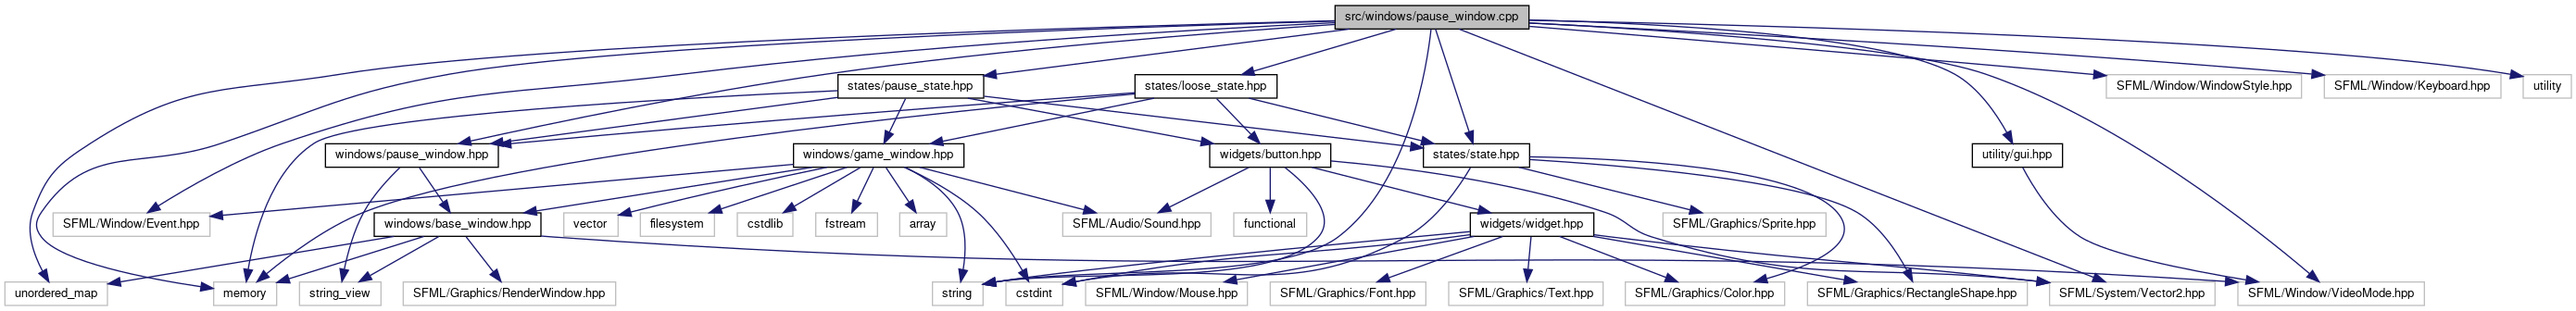 src/windows/pause_window.cpp
states/pause_state.hpp
states/loose_state.hpp
SFML/Window/WindowStyle.hpp
SFML/Window/Keyboard.hpp
utility
windows/pause_window.hpp
windows/game_window.hpp
widgets/button.hpp
states/state.hpp
utility/gui.hpp
SFML/Window/Event.hpp
windows/base_window.hpp
vector
filesystem
cstdlib
fstream
array
SFML/Audio/Sound.hpp
functional
widgets/widget.hpp
SFML/Graphics/Sprite.hpp
unordered_map
memory
string_view
SFML/Graphics/RenderWindow.hpp
string
cstdint
SFML/Window/Mouse.hpp
SFML/Graphics/Font.hpp
SFML/Graphics/Text.hpp
SFML/Graphics/Color.hpp
SFML/Graphics/RectangleShape.hpp
SFML/System/Vector2.hpp
SFML/Window/VideoMode.hpp